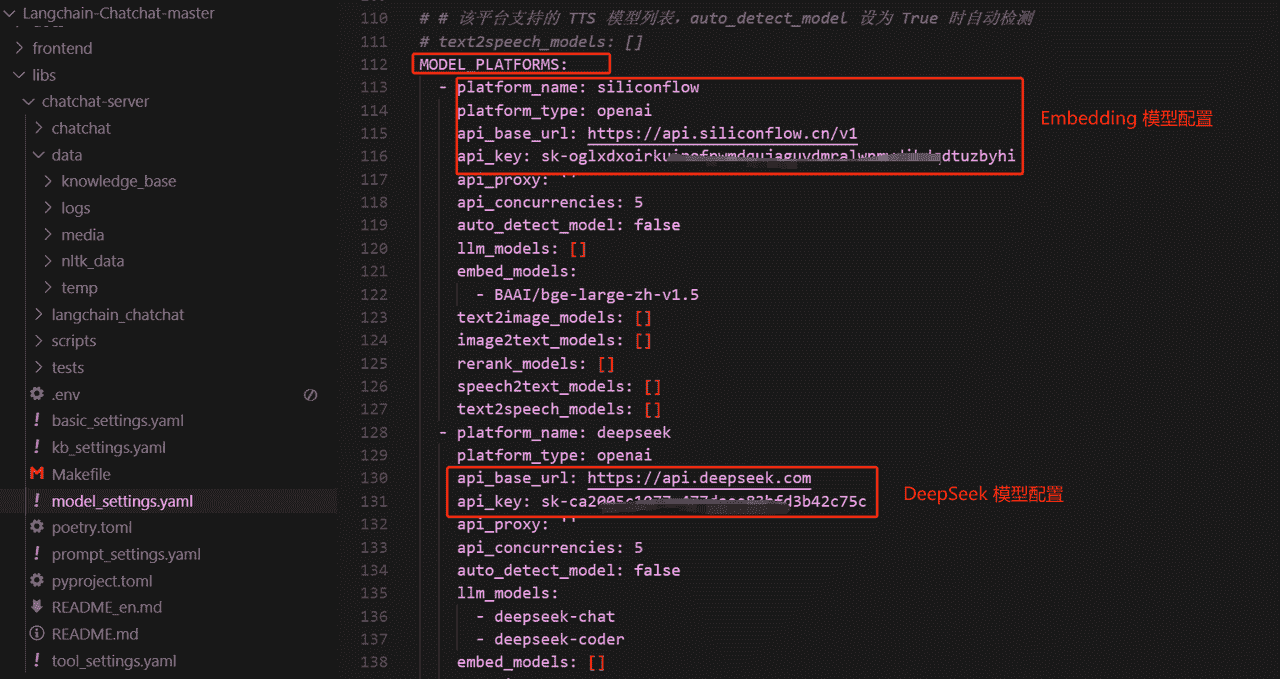 Langchain-Chatchat-master
frontend
libs
chatchat-server
chatchat
data
knowledge_base
logs
media
nltk_data
temp
langchain_chatchat
scripts
tests
.env
basic_settings.yaml
kb_settings.yaml
Makefile
model_settings.yaml
poetry.toml
prompt_settings.yaml
pyproject.toml
README_en.md
README.md
tool_settings.yaml
110 # # 该平台支持的 TTS 模型列表，auto_detect_model 设为 True 时自动检测
111 # text2speech_models: []
112 MODEL_PLATFORMS:
113 - platform_name: siliconflow
114 platform_type: openai
115 api_base_url: https://api.siliconflow.cn/v1
116 api_key:
117 api_proxy: ''
118 api_concurrencies: 5
119 auto_detect_model: false
120 llm_models: []
121 embed_models:
122 - BAAI/bge-large-zh-v1.5
123 text2image_models: []
124 image2text_models: []
125 rerank_models: []
126 speech2text_models: []
127 text2speech_models: []
128 - platform_name: deepseek
129 platform_type: openai
130 api_base_url: https://api.deepseek.com
131 api_key:
132 api_proxy: ''
133 api_concurrencies: 5
134 auto_detect_model: false
135 llm_models:
136 - deepseek-chat
137 - deepseek-coder
138 embed_models: []
Embedding 模型配置
DeepSeek 模型配置